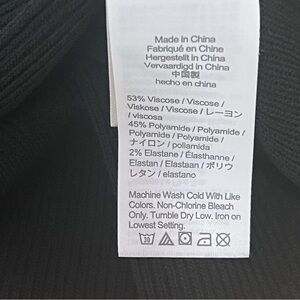 Made in China
Fabriqué en Chine
Hergestellt in China
Vervaardigd in China
中国製
hecho en china
53% Viscose / Viscose /
Viskose / Viscose / レーヨン
/ viscosa
45% Polyamide / Polyamide /
Polyamide / Polyamide /
ナイロン / poliamida
2% Elastane / Élasthanne /
Elastan / Elastaan / ポリウ
レタン / elastano
Machine Wash Cold With Like
Colors. Non-Chlorine Bleach
Only. Tumble Dry Low. Iron on
Lowest Setting.
30